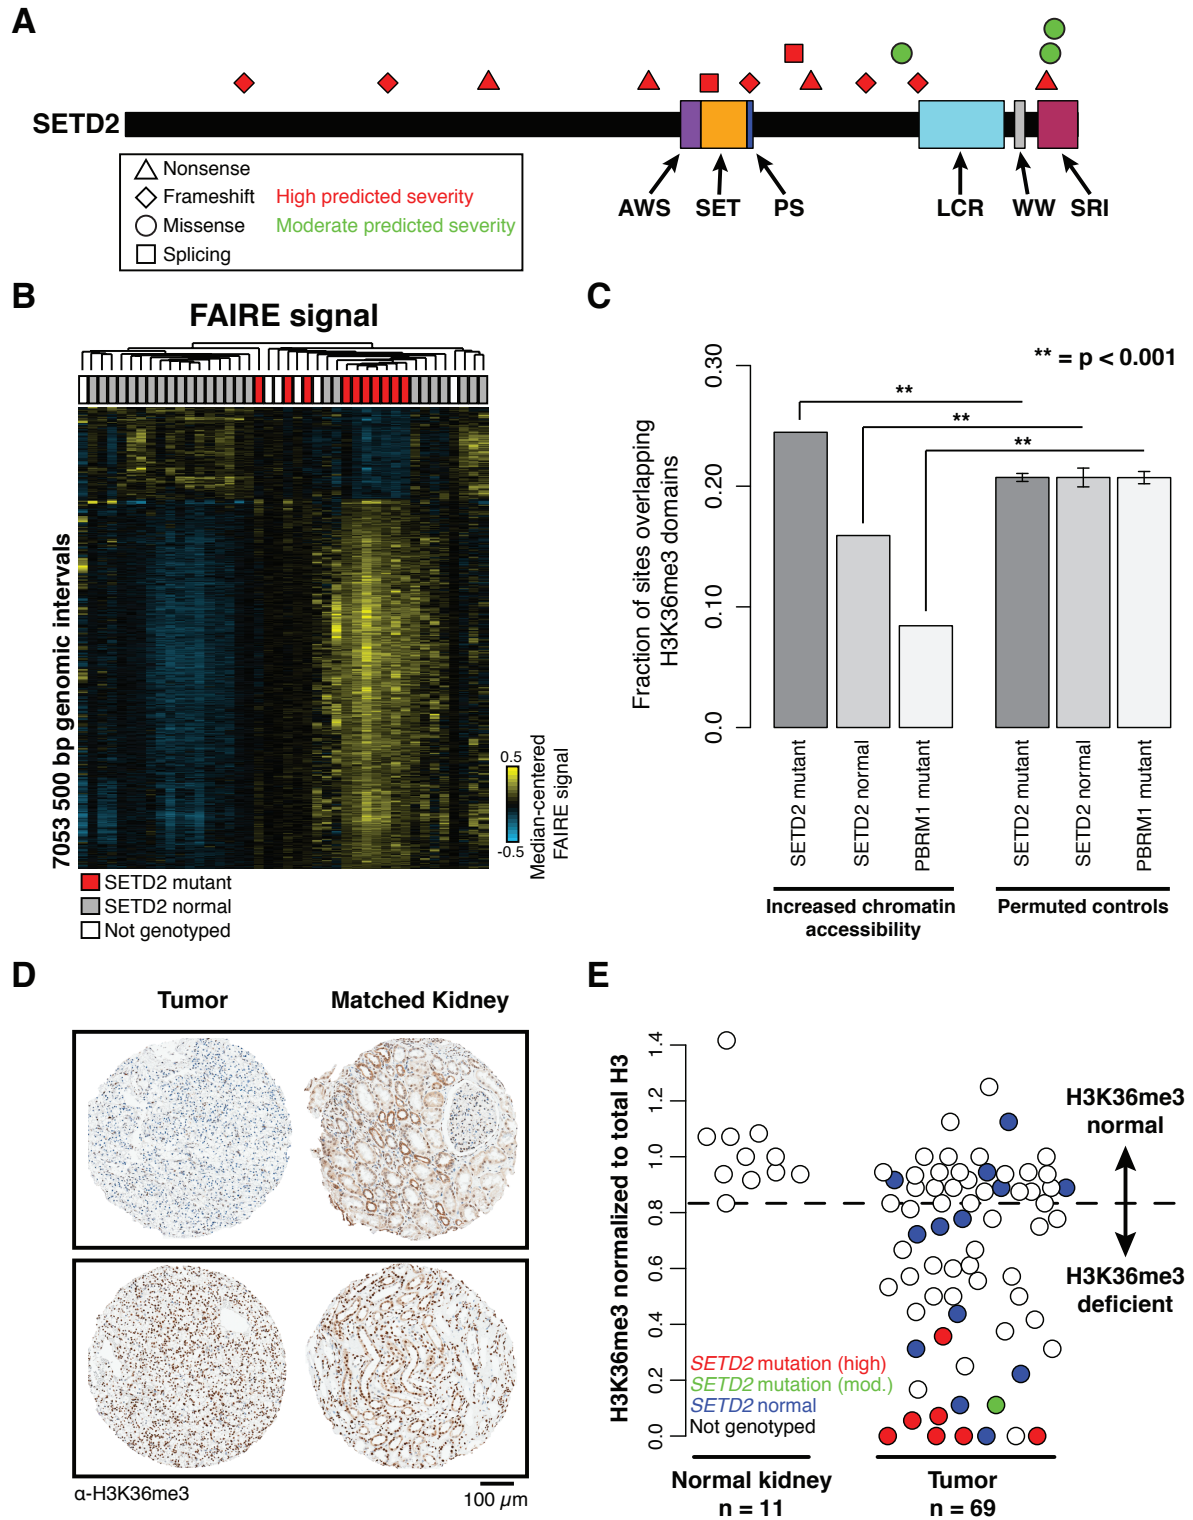 A
SETD2
Nonsense
Frameshift
High predicted severity
Missense
Moderate predicted severity
Splicing
AWS
SET
PS
LCR
WW
SRI
B
FAIRE signal
7053 500 bp genomic intervals
0.5
-0.5
Median-centered
FAIRE signal
SETD2 mutant
SETD2 normal
Not genotyped
C
** = p < 0.001
**
**
**
Fraction of sites overlapping
H3K36me3 domains
0.30
0.20
0.10
0.0
SETD2 mutant
SETD2 normal
PBRM1 mutant
SETD2 mutant
SETD2 normal
PBRM1 mutant
Increased chromatin
accessibility
Permuted controls
D
Tumor
Matched Kidney
α-H3K36me3
100 µm
E
H3K36me3 normalized to total H3
1.4
1.2
1.0
0.8
0.6
0.4
0.2
0.0
H3K36me3
normal
H3K36me3
deficient
SETD2 mutation (high)
SETD2 mutation (mod.)
SETD2 normal
Not genotyped
Normal kidney
n = 11
Tumor
n = 69